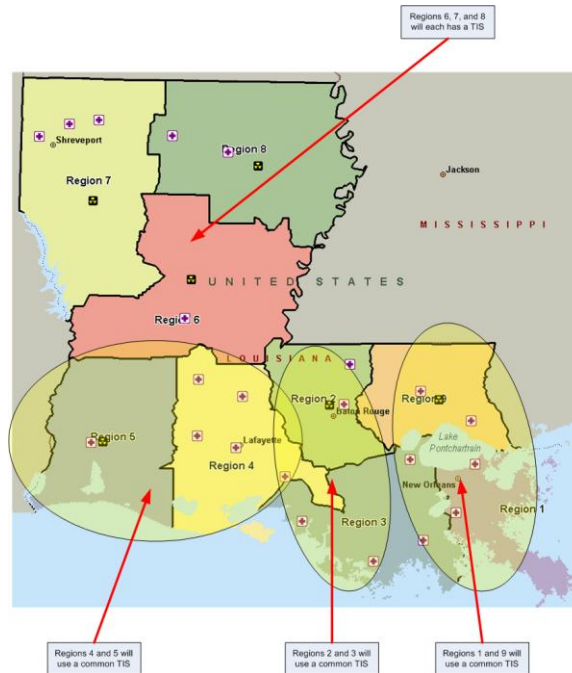 Regions 6, 7, and 8
will each has a TIS
Shreveport
Region 8
Region 7
Jackson
MISSISSIPPI
UNITED STATES
Region 6
LOUISIANA
Region 2
Region 9
Baton Rouge
Region 5
Lafayette
Lake
Pontchartrain
Region 4
New Orleans
Region 1
Region 3
Regions 4 and 5 will
use a common TIS
Regions 2 and 3 will
use a common TIS
Regions 1 and 9 will
use a common TIS